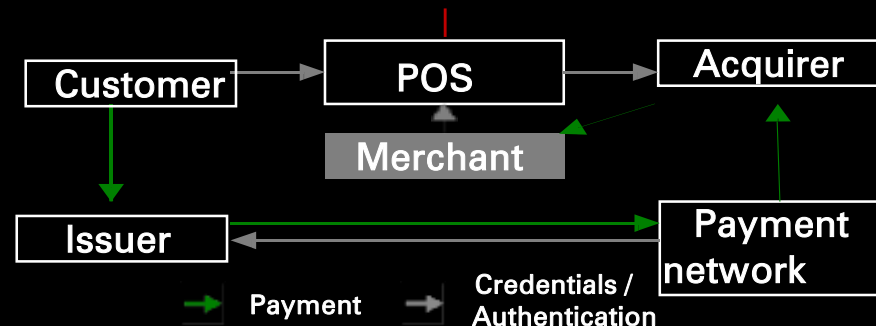 Customer
POS
Acquirer
Merchant
Issuer
Payment
network
Payment
Credentials /
Authentication